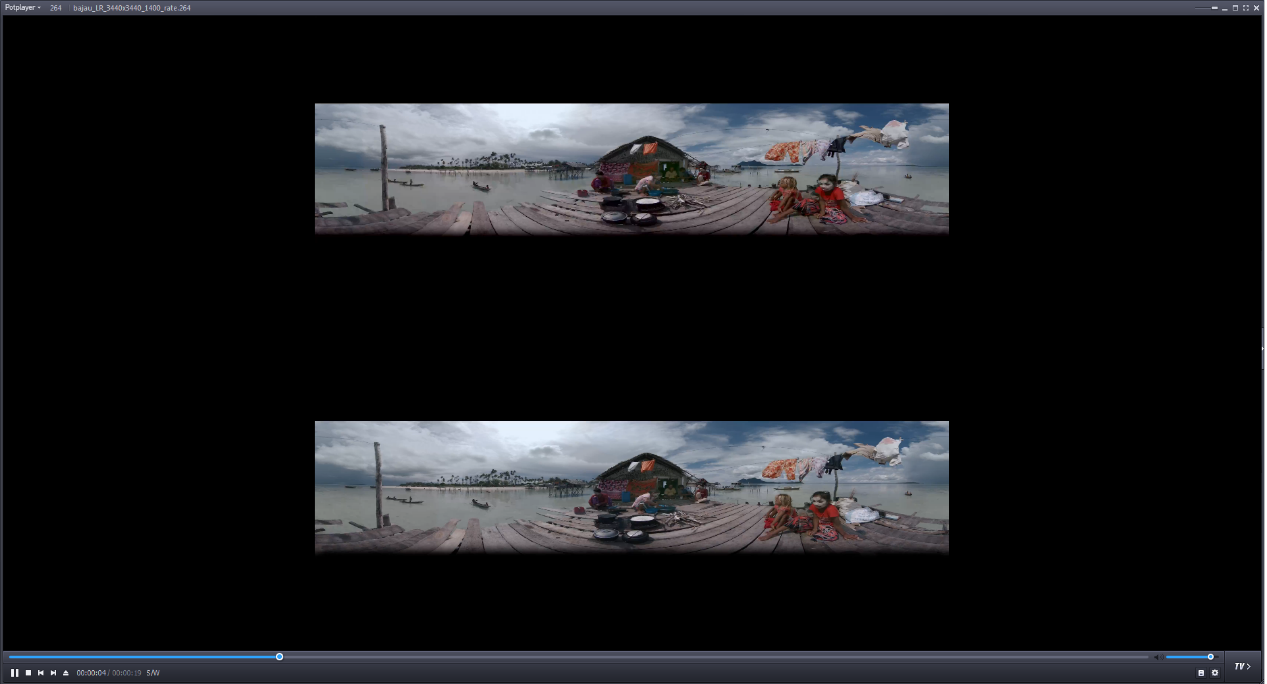 Potplayer 264 bajau_LR_3440x3440_1400_rate.264
00:00:04 / 00:00:19 S/W
TV